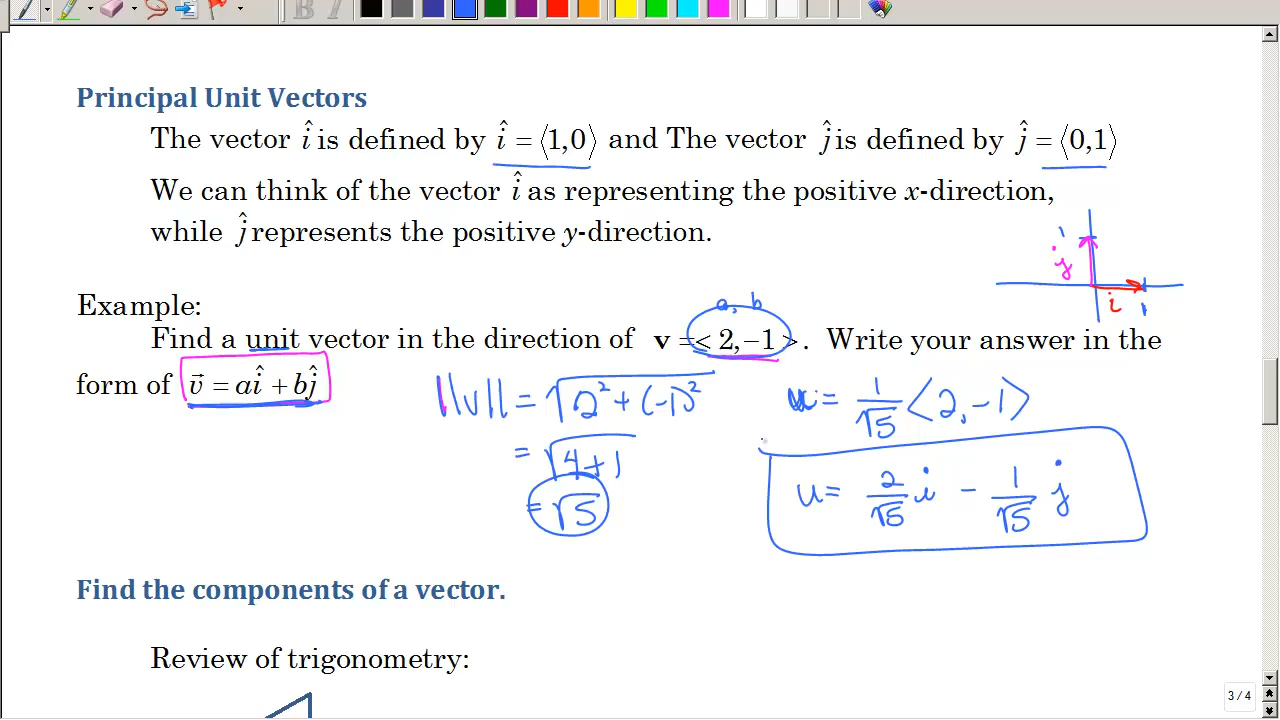 Principal Unit Vectors
The vector î is defined by î = ⟨1,0⟩ and The vector ĵ is defined by ĵ = ⟨0,1⟩
We can think of the vector î as representing the positive x-direction,
while ĵ represents the positive y-direction.
1
j
i
1
Example:
a, b
Find a unit vector in the direction of v = < 2, −1 >. Write your answer in the
form of v⃗ = aî + bĵ
||v|| = √(2² + (-1)²)
= √(4+1)
= √5
u = 1/√5 ⟨2, -1⟩
u = 2/√5 i - 1/√5 j
Find the components of a vector.
Review of trigonometry:
3 / 4